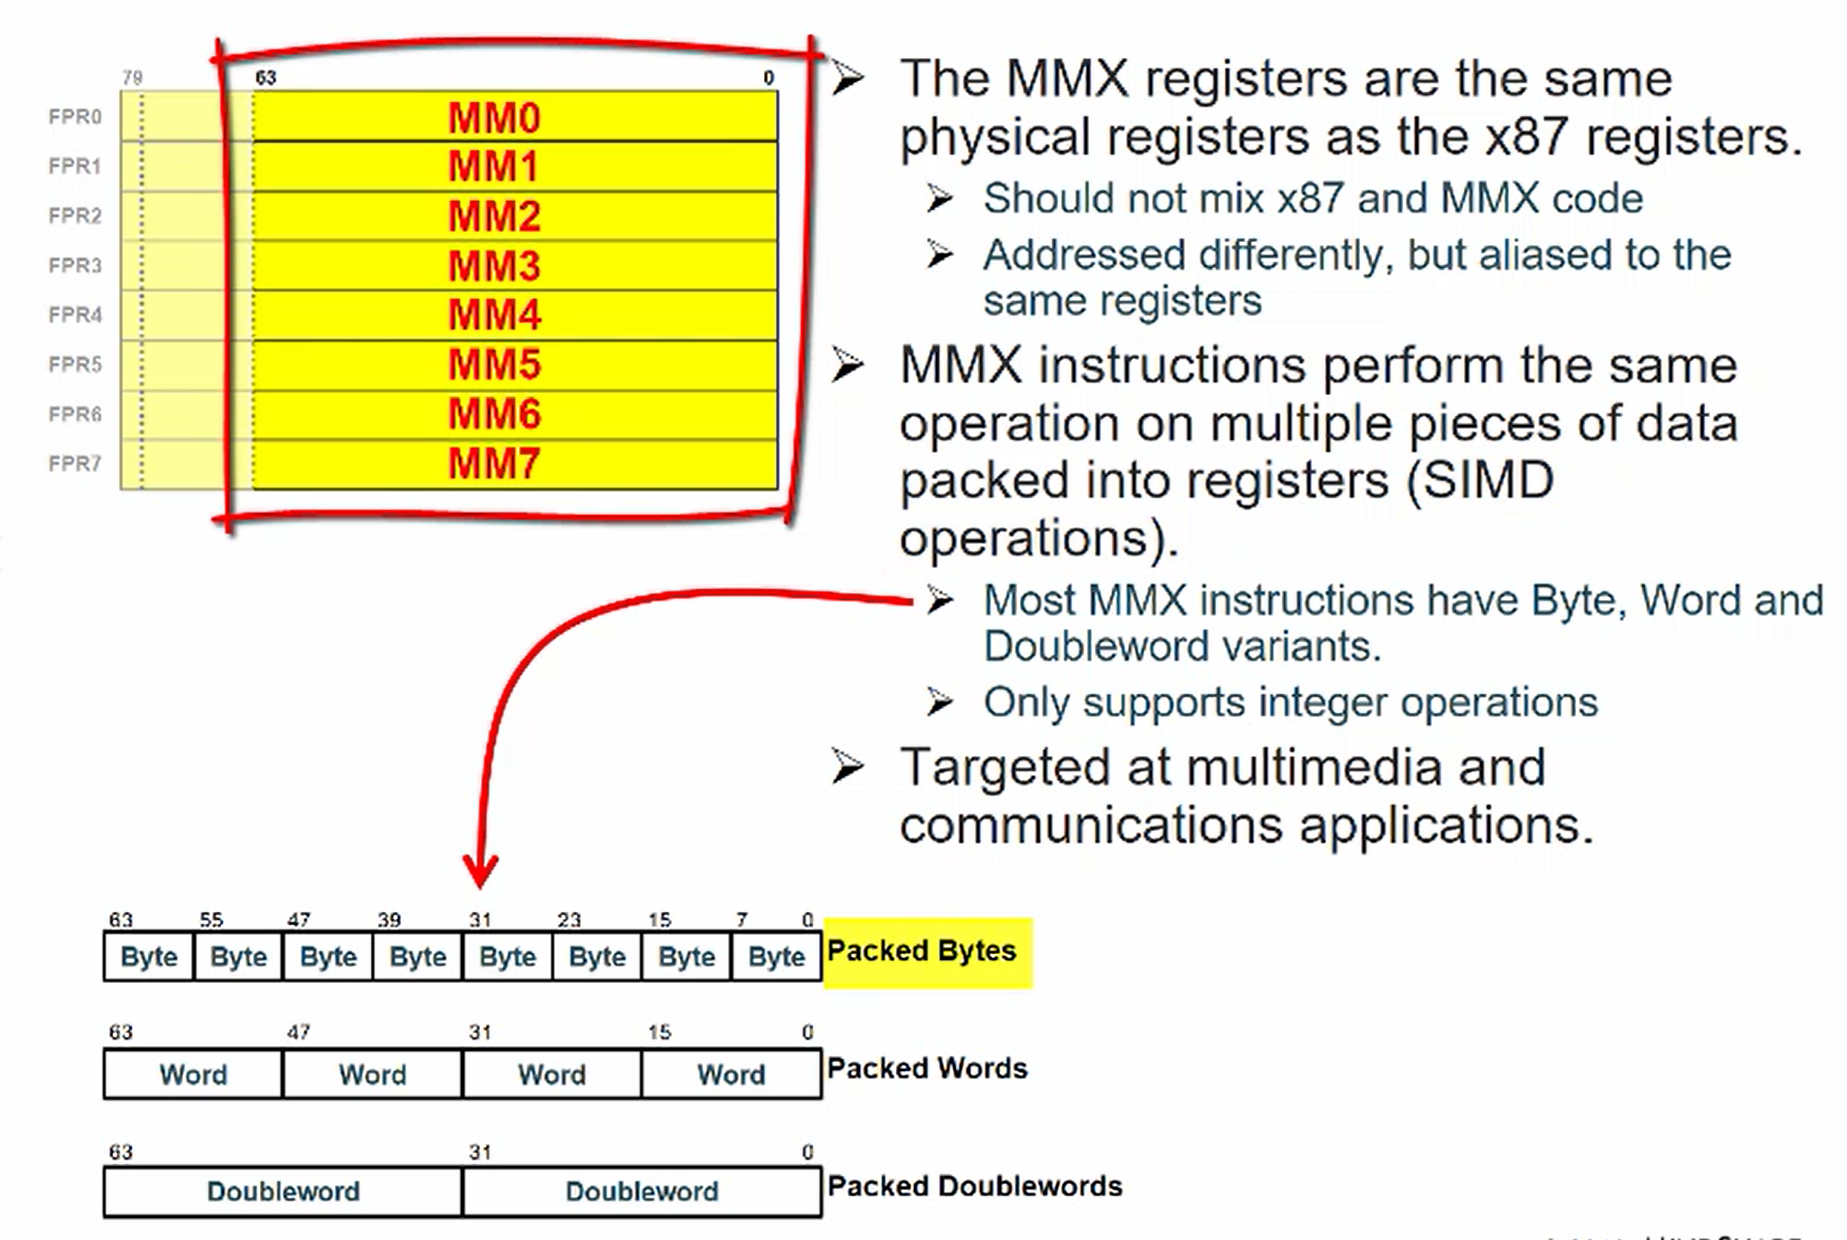 79 63 0
FPR0 MM0
FPR1 MM1
FPR2 MM2
FPR3 MM3
FPR4 MM4
FPR5 MM5
FPR6 MM6
FPR7 MM7
The MMX registers are the same
physical registers as the x87 registers.
Should not mix x87 and MMX code
Addressed differently, but aliased to the
same registers
MMX instructions perform the same
operation on multiple pieces of data
packed into registers (SIMD
operations).
Most MMX instructions have Byte, Word and
Doubleword variants.
Only supports integer operations
Targeted at multimedia and
communications applications.
63 55 47 39 31 23 15 7 0
Byte Byte Byte Byte Byte Byte Byte Byte Packed Bytes
63 47 31 15 0
Word Word Word Word Packed Words
63 31 0
Doubleword Doubleword Packed Doublewords